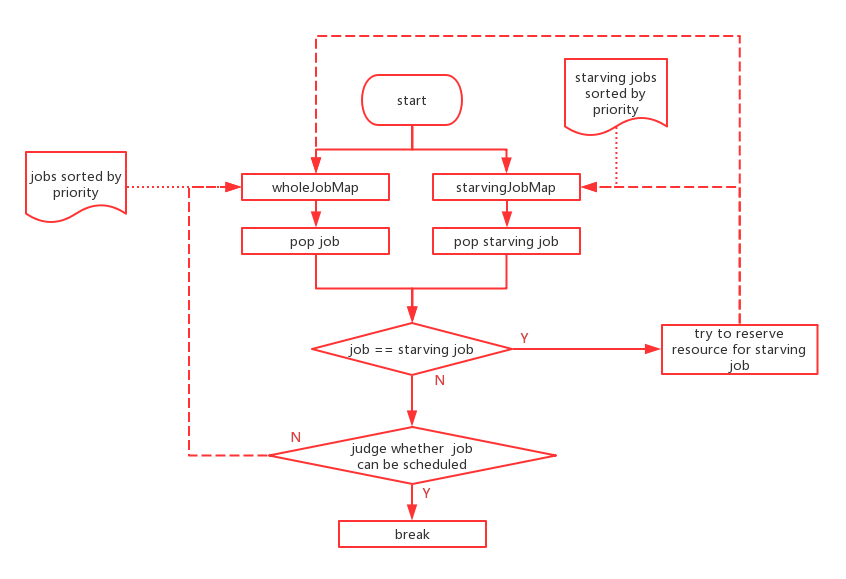 start
starving jobs
sorted by
priority
jobs sorted by
priority
wholeJobMap
starvingJobMap
pop job
pop starving job
job == starving job
Y
try to reserve
resource for starving
job
N
N
judge whether job
can be scheduled
Y
break